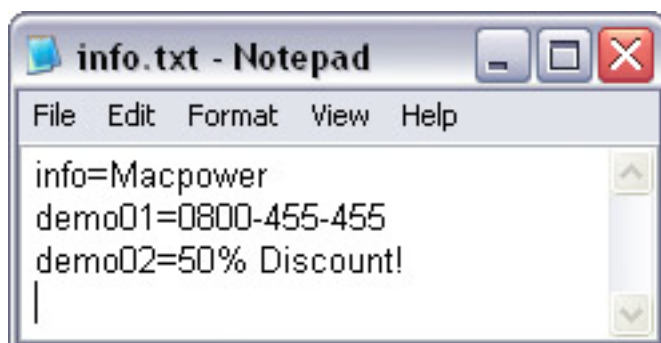 info.txt - Notepad
File Edit Format View Help
info=Macpower
demo01=0800-455-455
demo02=50% Discount!